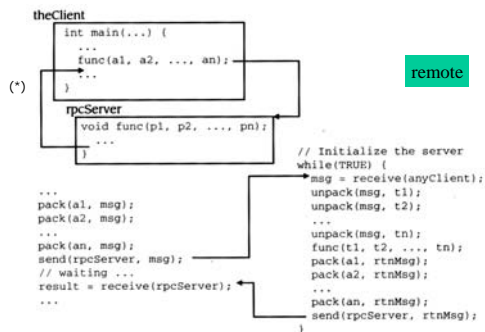 theClient
int main(...) {
...
func(a1, a2, ..., an);
...
}
(*)
remote
rpcServer
void func(p1, p2, ..., pn);
...
}
...
pack(a1, msg);
pack(a2, msg);
...
pack(an, msg);
send(rpcServer, msg);
// waiting ...
result = receive(rpcServer);
...
// Initialize the server
while(TRUE) {
msg = receive(anyClient);
unpack(msg, t1);
unpack(msg, t2);
...
unpack(msg, tn);
func(t1, t2, ..., tn);
pack(a1, rtnMsg);
pack(a2, rtnMsg);
...
pack(an, rtnMsg);
send(rpcServer, rtnMsg);
}